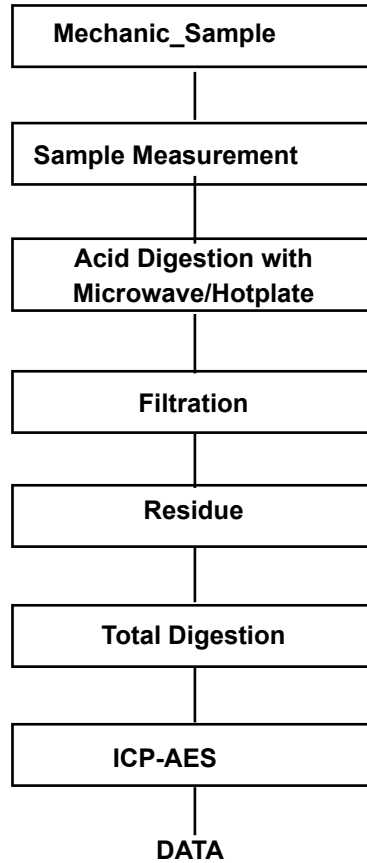 Mechanic_Sample
Sample Measurement
Acid Digestion with
Microwave/Hotplate
Filtration
Residue
Total Digestion
ICP-AES
DATA